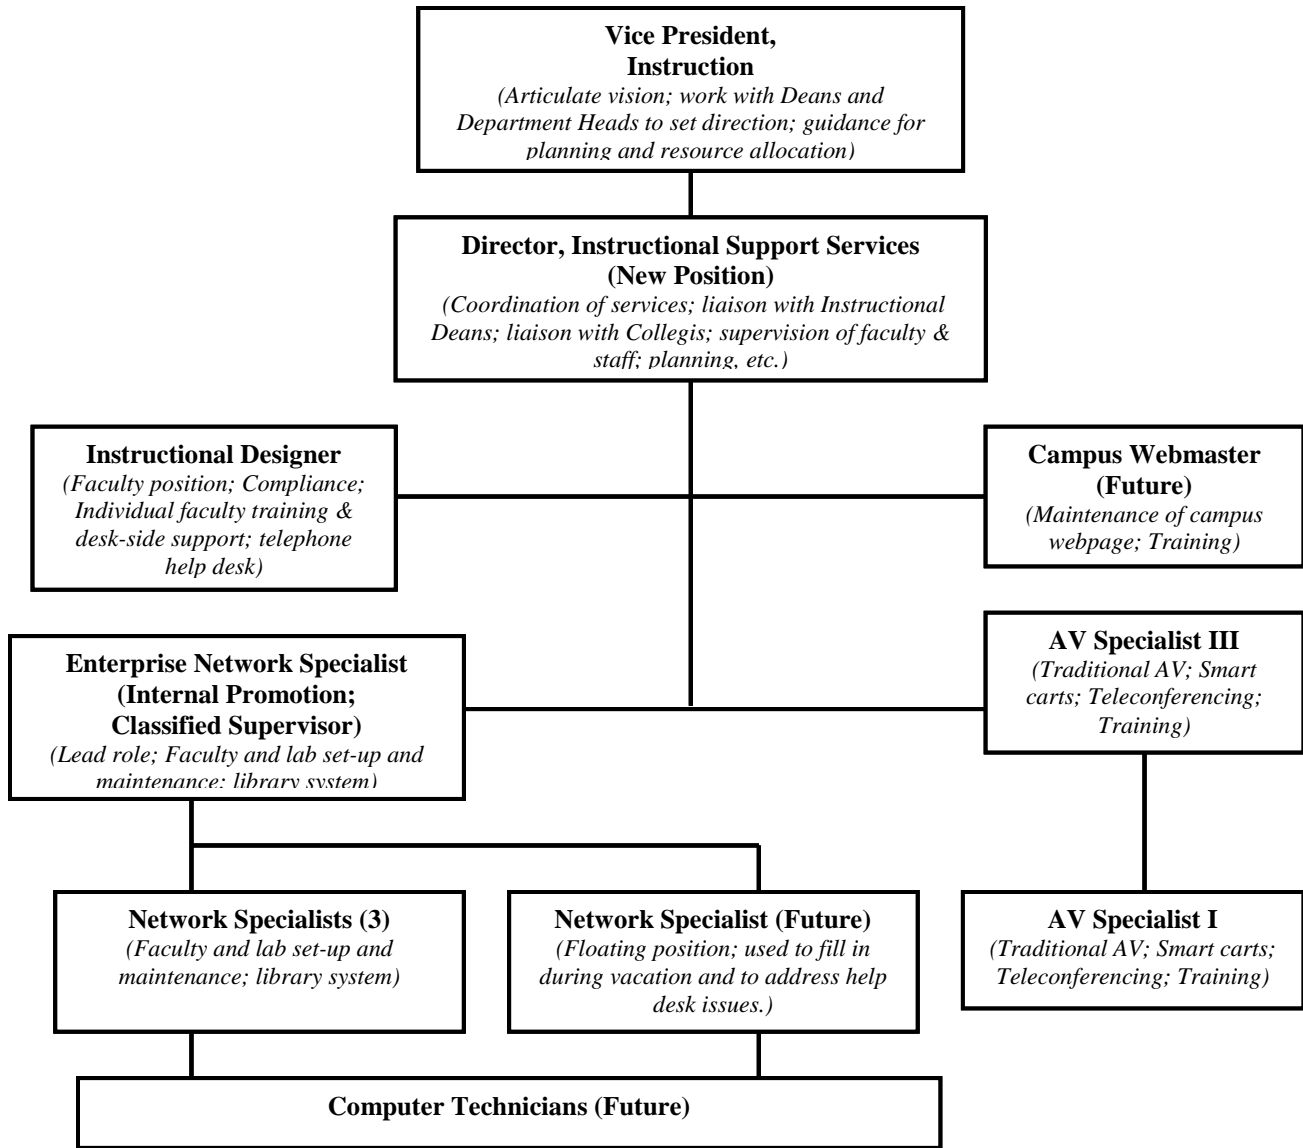 Vice President,
Instruction
(Articulate vision; work with Deans and
Department Heads to set direction; guidance for
planning and resource allocation)
Director, Instructional Support Services
(New Position)
(Coordination of services; liaison with Instructional
Deans; liaison with Collegis; supervision of faculty &
staff; planning, etc.)
Instructional Designer
(Faculty position; Compliance;
Individual faculty training &
desk-side support; telephone
help desk)
Campus Webmaster
(Future)
(Maintenance of campus
webpage; Training)
Enterprise Network Specialist
(Internal Promotion;
Classified Supervisor)
(Lead role; Faculty and lab set-up and
maintenance; library system)
AV Specialist III
(Traditional AV; Smart
carts; Teleconferencing;
Training)
Network Specialists (3)
(Faculty and lab set-up and
maintenance; library system)
Network Specialist (Future)
(Floating position; used to fill in
during vacation and to address help
desk issues.)
AV Specialist I
(Traditional AV; Smart carts;
Teleconferencing; Training)
Computer Technicians (Future)